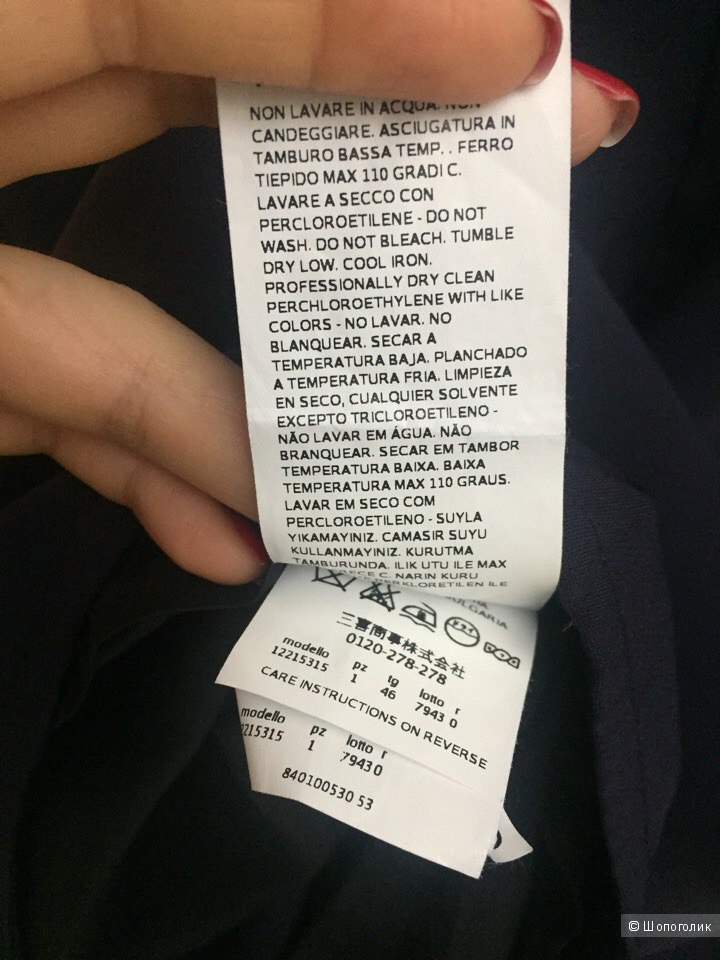 NON LAVARE IN ACQUA. NON
CANDEGGIARE. ASCIUGATURA IN
TAMBURO BASSA TEMP. . FERRO
TIEPIDO MAX 110 GRADI C.
LAVARE A SECCO CON
PERCLOROETILENE - DO NOT
WASH. DO NOT BLEACH. TUMBLE
DRY LOW. COOL IRON.
PROFESSIONALLY DRY CLEAN
PERCHLOROETHYLENE WITH LIKE
COLORS - NO LAVAR. NO
BLANQUEAR. SECAR A
TEMPERATURA BAJA. PLANCHADO
A TEMPERATURA FRIA. LIMPIEZA
EN SECO, CUALQUIER SOLVENTE
EXCEPTO TRICLOROETILENO -
NÃO LAVAR EM ÁGUA. NÃO
BRANQUEAR. SECAR EM TAMBOR
TEMPERATURA BAIXA. BAIXA
TEMPERATURA MAX 110 GRAUS.
LAVAR EM SECO COM
PERCLOROETILENO - SUYLA
YIKAMAYINIZ. CAMASIR SUYU
KULLANMAYINIZ. KURUTMA
TAMBURUNDA. ILIK UTU ILE MAX
NARIN KURU
ILE
BULGARIA
三喜商事株式会社
0120-278-278
modello pz tg lotto r
12215315 1 46 7943 0
CARE INSTRUCTIONS ON REVERSE
modello pz lotto r
215315 1 7943 0
840100530 53
© Шопоголик